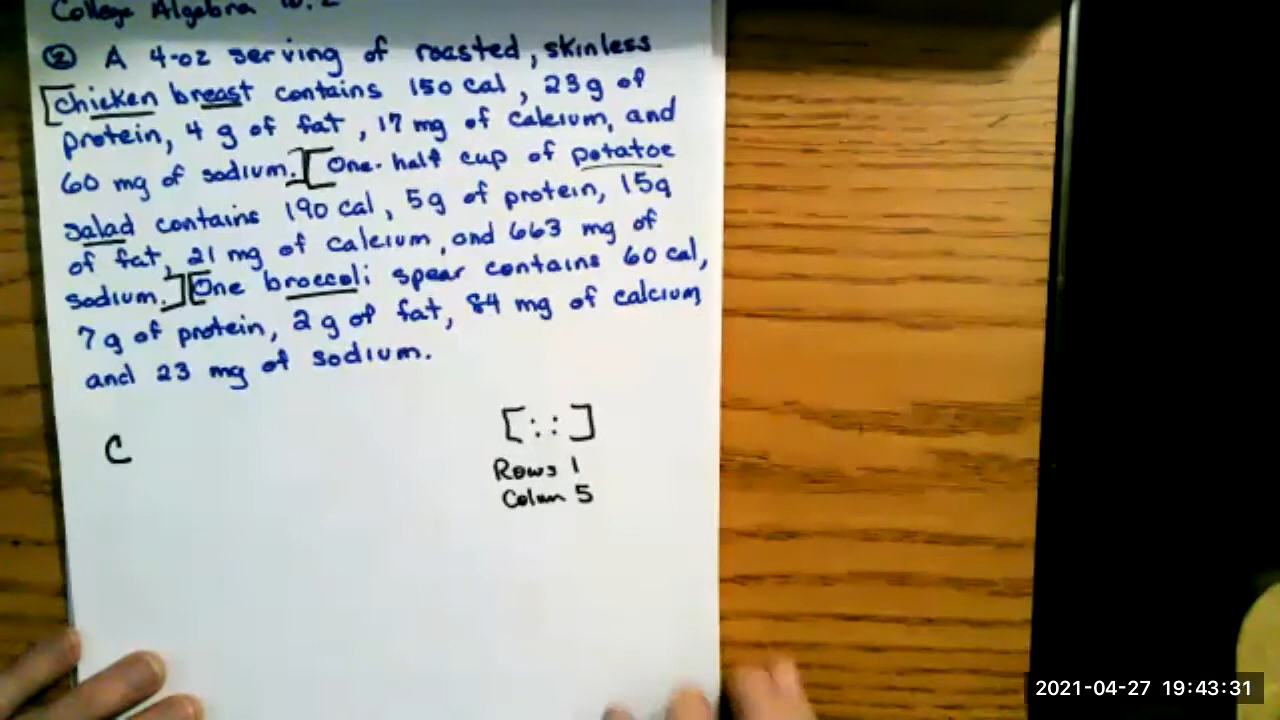 College Algebra 10.2
② A 4-oz serving of roasted, skinless
[chicken breast contains 150 cal, 23g of
protein, 4 g of fat, 17 mg of calcium, and
60 mg of sodium.] [One-half cup of potatoe
salad contains 190 cal, 5g of protein, 15g
of fat, 21 mg of calcium, and 663 mg of
sodium.] [One broccoli spear contains 60 cal,
7g of protein, 2g of fat, 84 mg of calcium
and 23 mg of sodium.
[:::]
C
Rows 1
Colum 5
2021-04-27 19:43:31